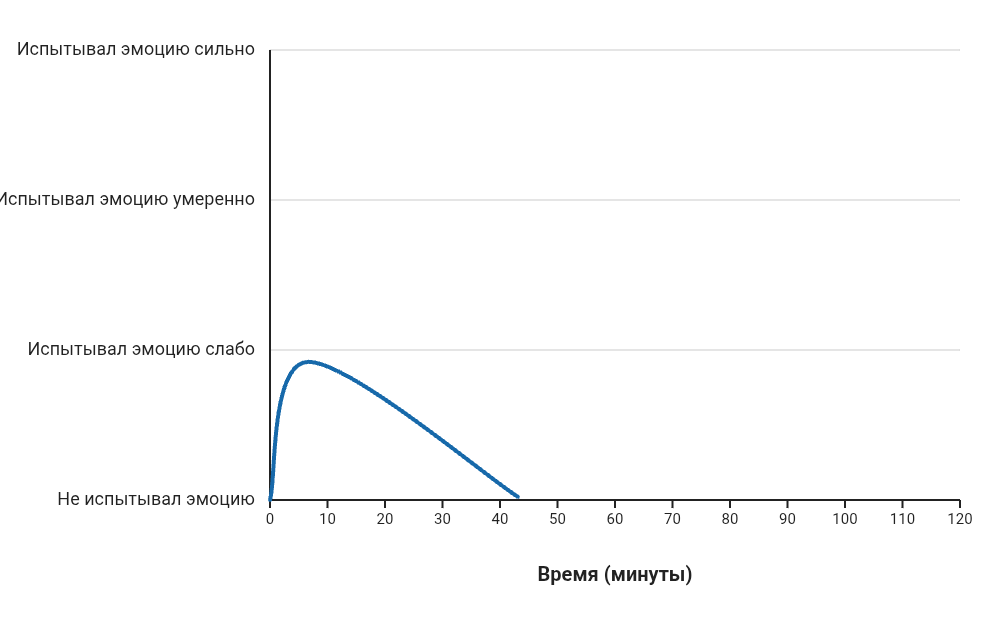 Испытывал эмоцию сильно
Испытывал эмоцию умеренно
Испытывал эмоцию слабо
Не испытывал эмоцию
0 10 20 30 40 50 60 70 80 90 100 110 120
Время (минуты)